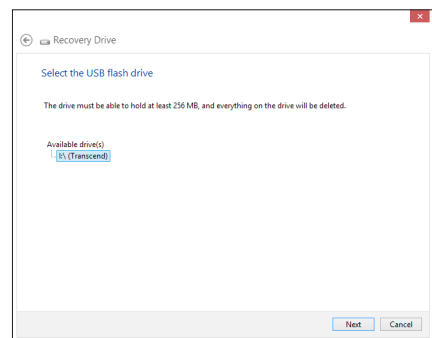 Recovery Drive
Select the USB flash drive
The drive must be able to hold at least 256 MB, and everything on the drive will be deleted.
Available drive(s)
I:\ (Transcend)
Next Cancel